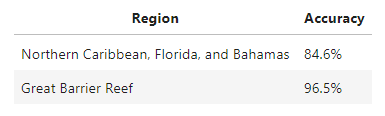 Region Accuracy
Northern Caribbean, Florida, and Bahamas 84.6%
Great Barrier Reef 96.5%